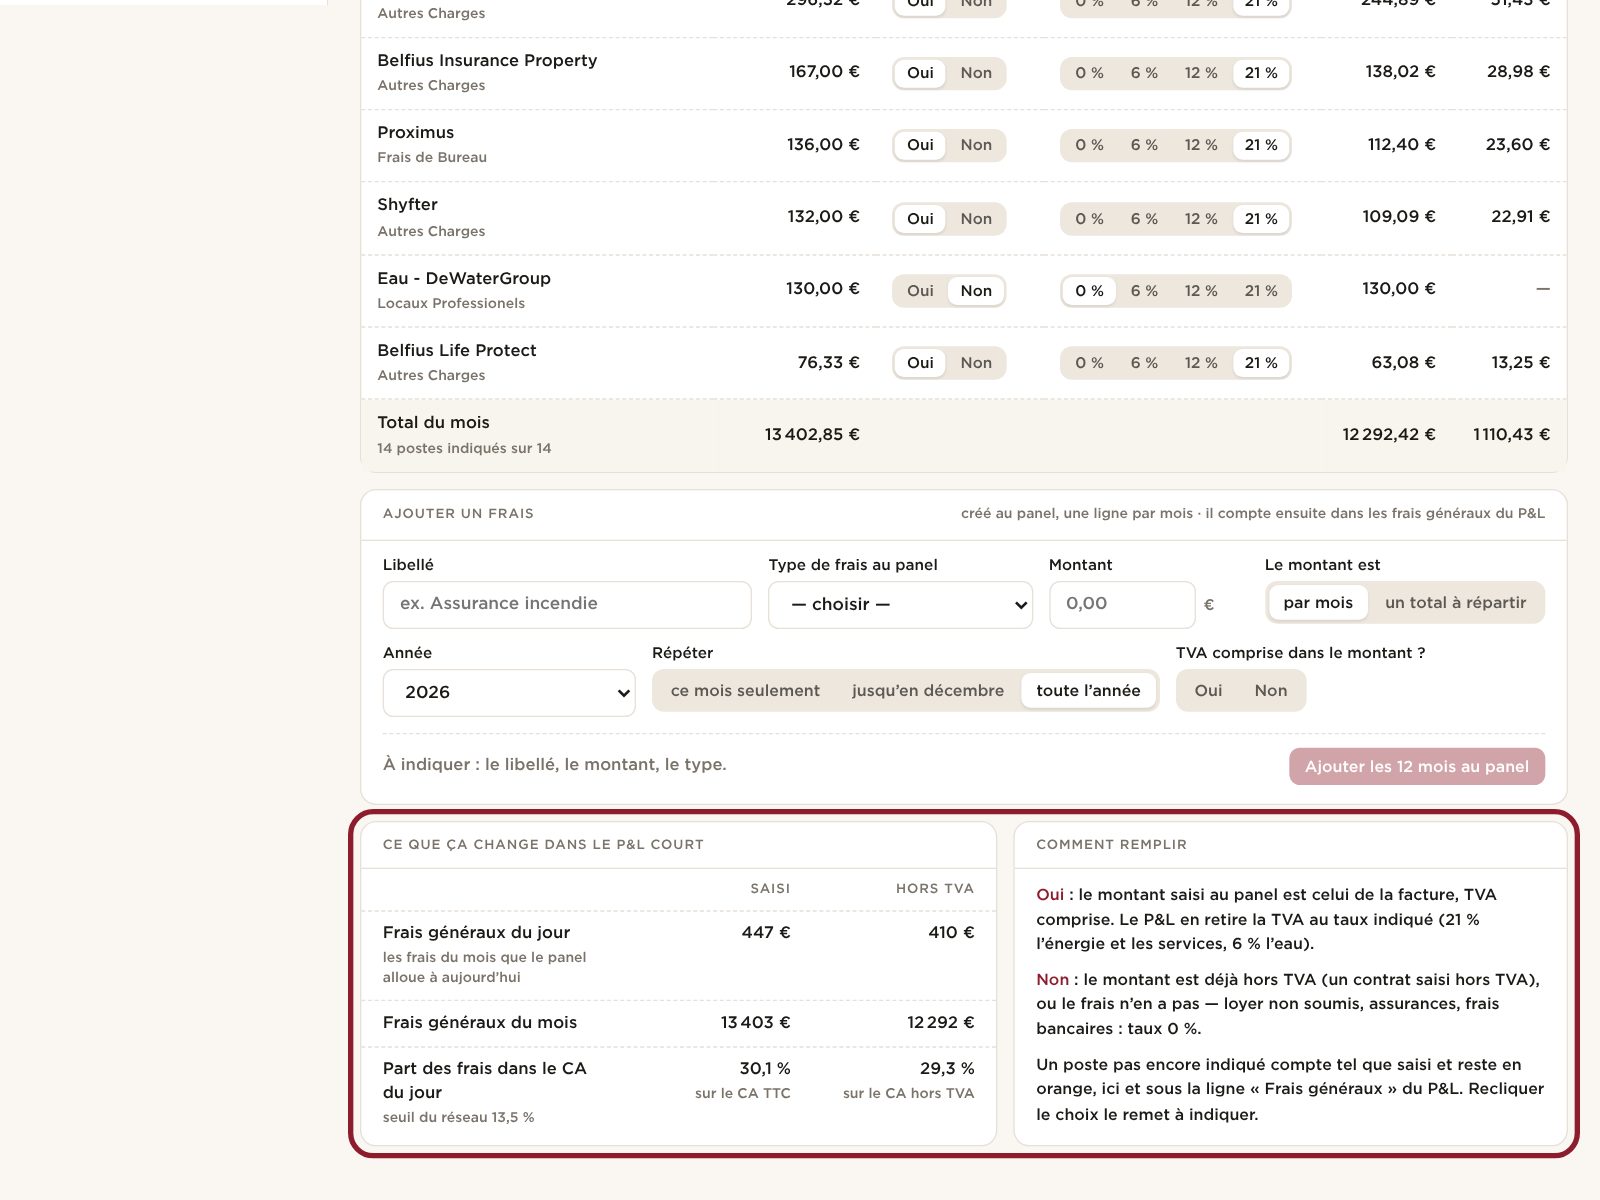 Autres Charges
296,32 € Oui Non 0 % 6 % 12 % 21 % 244,89 € 51,43 €
Belfius Insurance Property
Autres Charges
167,00 € Oui Non 0 % 6 % 12 % 21 % 138,02 € 28,98 €
Proximus
Frais de Bureau
136,00 € Oui Non 0 % 6 % 12 % 21 % 112,40 € 23,60 €
Shyfter
Autres Charges
132,00 € Oui Non 0 % 6 % 12 % 21 % 109,09 € 22,91 €
Eau - DeWaterGroup
Locaux Professionels
130,00 € Oui Non 0 % 6 % 12 % 21 % 130,00 € —
Belfius Life Protect
Autres Charges
76,33 € Oui Non 0 % 6 % 12 % 21 % 63,08 € 13,25 €
Total du mois
14 postes indiqués sur 14
13 402,85 € 12 292,42 € 1 110,43 €
AJOUTER UN FRAIS
créé au panel, une ligne par mois · il compte ensuite dans les frais généraux du P&L
Libellé
ex. Assurance incendie
Type de frais au panel
— choisir —
Montant
0,00 €
Le montant est
par mois un total à répartir
Année
2026
Répéter
ce mois seulement jusqu’en décembre toute l’année
TVA comprise dans le montant ?
Oui Non
À indiquer : le libellé, le montant, le type.
Ajouter les 12 mois au panel
CE QUE ÇA CHANGE DANS LE P&L COURT
SAISI HORS TVA
Frais généraux du jour 447 € 410 €
les frais du mois que le panel
alloue à aujourd’hui
Frais généraux du mois 13 403 € 12 292 €
Part des frais dans le CA 30,1 % 29,3 %
du jour sur le CA TTC sur le CA hors TVA
seuil du réseau 13,5 %
COMMENT REMPLIR
Oui : le montant saisi au panel est celui de la facture, TVA
comprise. Le P&L en retire la TVA au taux indiqué (21 %
l’énergie et les services, 6 % l’eau).
Non : le montant est déjà hors TVA (un contrat saisi hors TVA),
ou le frais n’en a pas — loyer non soumis, assurances, frais
bancaires : taux 0 %.
Un poste pas encore indiqué compte tel que saisi et reste en
orange, ici et sous la ligne « Frais généraux » du P&L. Recliquer
le choix le remet à indiquer.